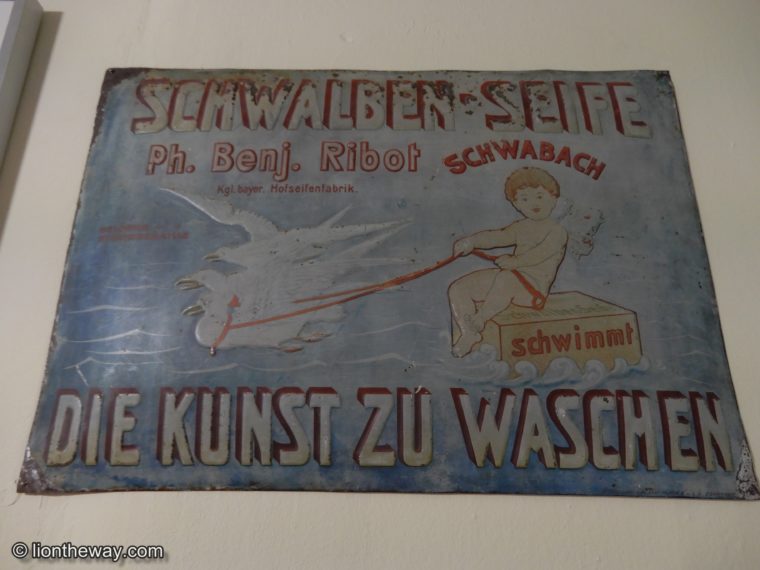 SCHWALBEN-SEIFE
Ph. Benj. Ribot SCHWABACH
Kgl. bayer. Hofseifenfabrik.
schwimmt
DIE KUNST ZU WASCHEN
© liontheway.com